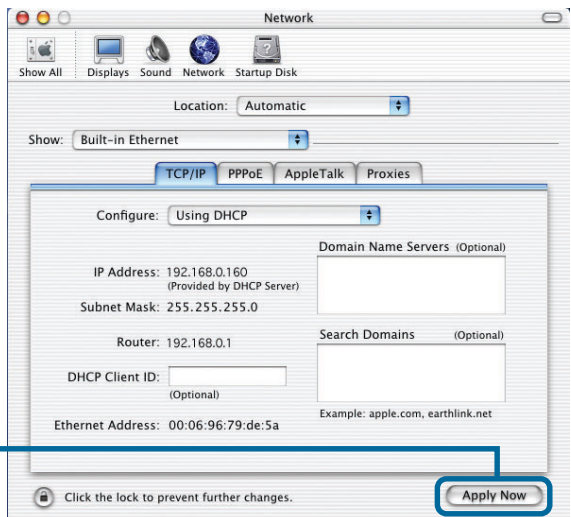 Network
Show All Displays Sound Network Startup Disk
Location: Automatic
Show: Built-in Ethernet
TCP/IP PPPoE AppleTalk Proxies
Configure: Using DHCP
Domain Name Servers (Optional)
IP Address: 192.168.0.160
(Provided by DHCP Server)
Subnet Mask: 255.255.255.0
Router: 192.168.0.1
Search Domains (Optional)
DHCP Client ID:
(Optional)
Example: apple.com, earthlink.net
Ethernet Address: 00:06:96:79:de:5a
Click the lock to prevent further changes.
Apply Now